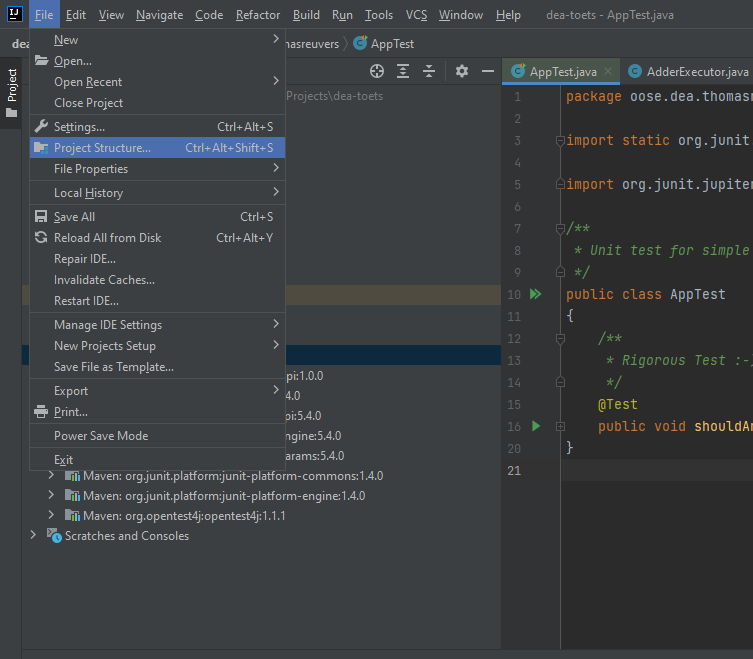 File Edit View Navigate Code Refactor Build Run Tools VCS Window Help dea-toets - AppTest.java
dea
nasreuvers AppTest
Project
New
Open...
Open Recent
Close Project
Settings... Ctrl+Alt+S
Project Structure... Ctrl+Alt+Shift+S
File Properties
Local History
Save All Ctrl+S
Reload All from Disk Ctrl+Alt+Y
Repair IDE...
Invalidate Caches...
Restart IDE...
Manage IDE Settings
New Projects Setup
Save File as Template...
Export
Print...
Power Save Mode
Exit
Projects\dea-toets
pi:1.0.0
4.0
pi:5.4.0
ngine:5.4.0
arams:5.4.0
Maven: org.junit.platform:junit-platform-commons:1.4.0
Maven: org.junit.platform:junit-platform-engine:1.4.0
Maven: org.opentest4j:opentest4j:1.1.1
Scratches and Consoles
AppTest.java AdderExecutor.java
1 package oose.dea.thomasr
2
3 import static org.junit
4
5 import org.junit.jupiter
6
7 /**
8 * Unit test for simple
9 */
10 public class AppTest
11 {
12 /**
13 * Rigorous Test :-)
14 */
15 @Test
16 public void shouldAn
20 }
21